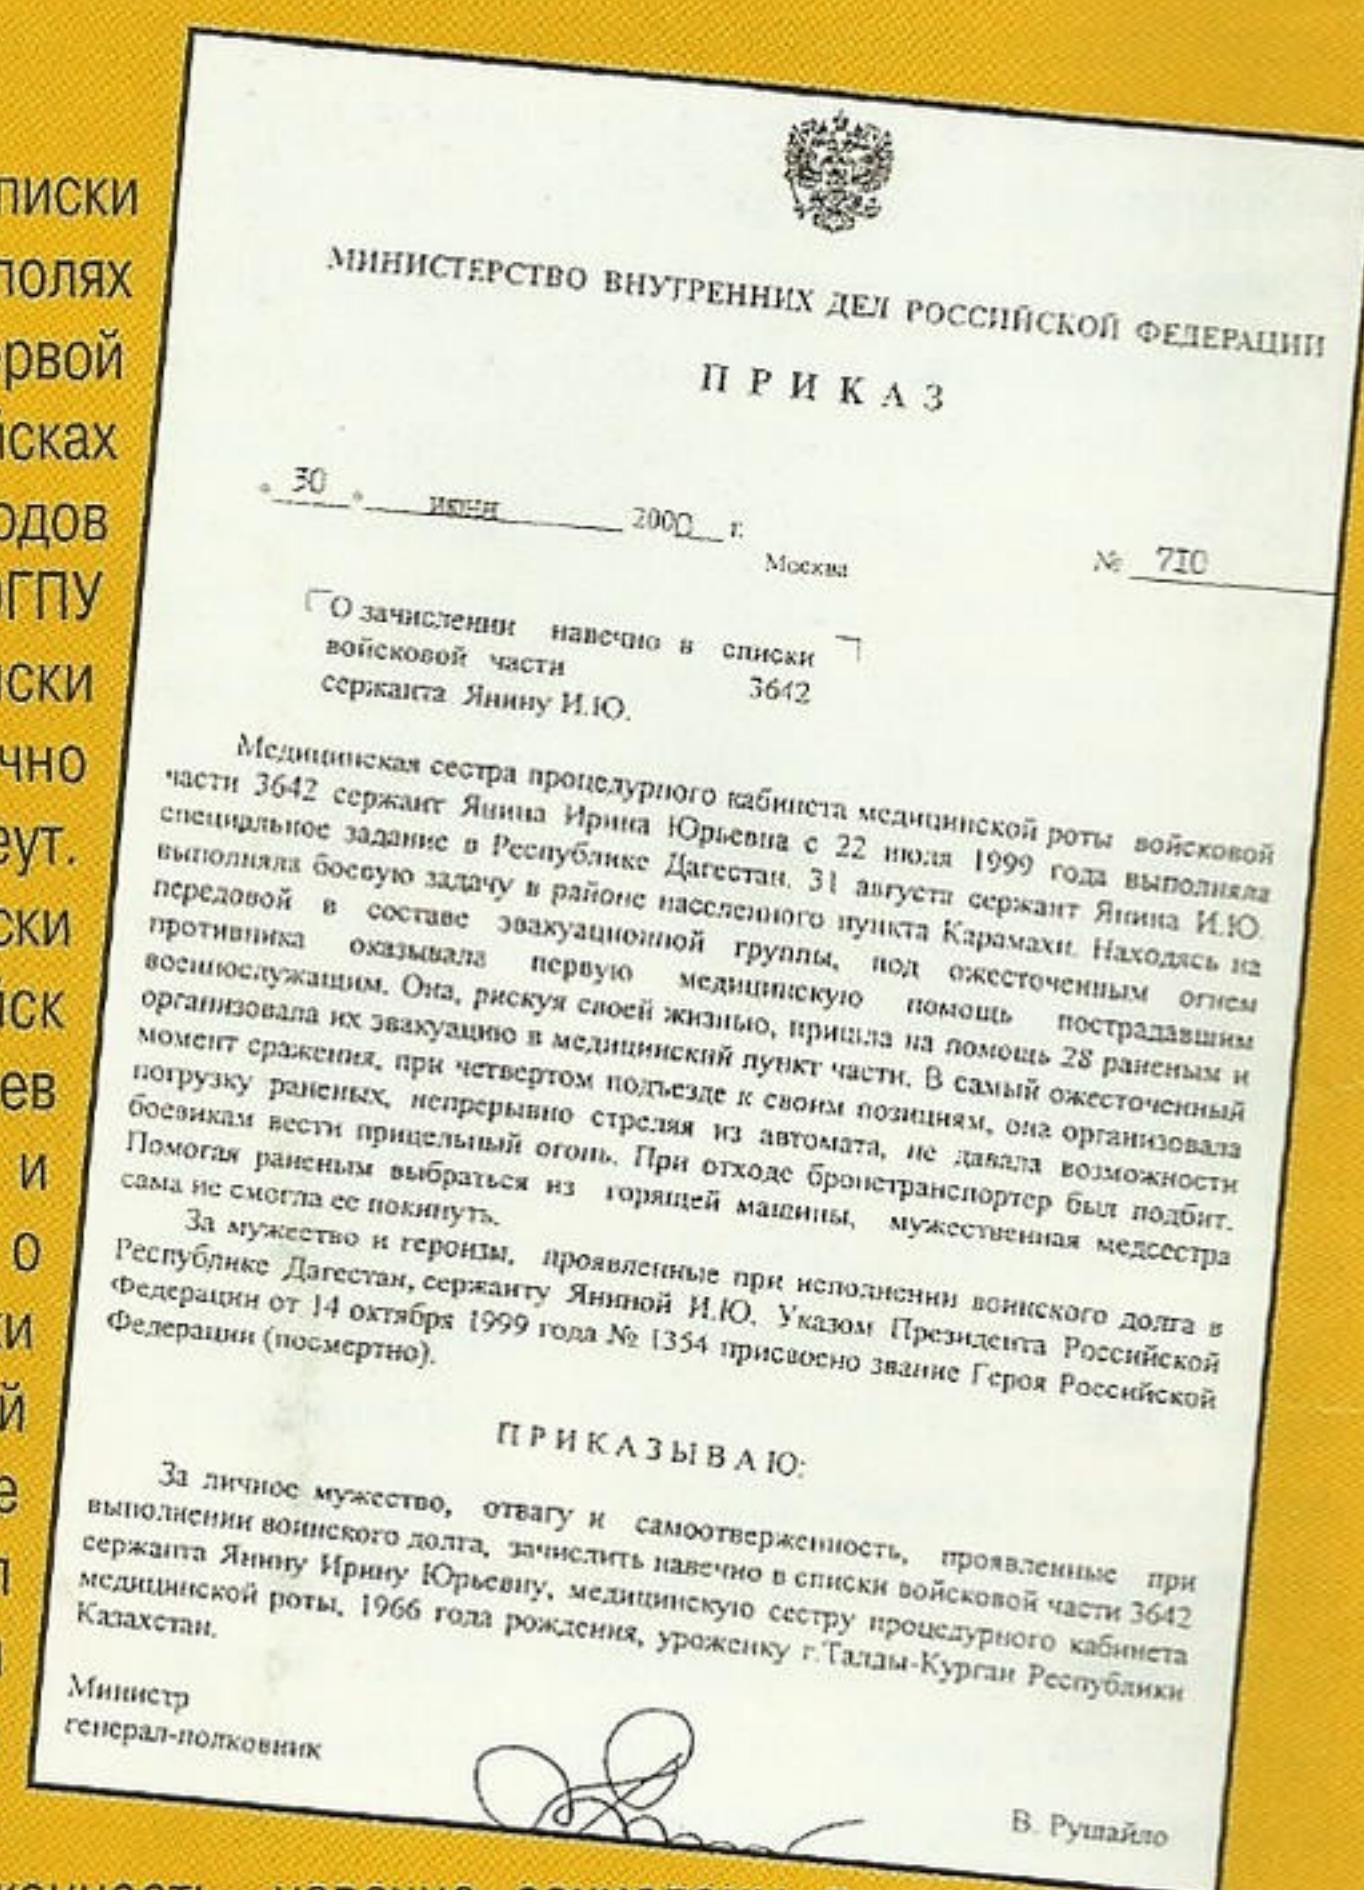 писки
полях
рвой
йсках
одов
ОГПУ
иски
чно
еут.
ски
йск
ев
и
о
ки
й
е
л
МИНИСТЕРСТВО ВНУТРЕННИХ ДЕЛ РОССИЙСКОЙ ФЕДЕРАЦИИ
П Р И К А З
" 30 " июня 2000 г.
Москва
№ 710
О зачислении навечно в списки
войсковой части 3642
сержанта Янину И.Ю.
Медицинская сестра процедурного кабинета медицинской роты войсковой
части 3642 сержант Янина Ирина Юрьевна с 22 июля 1999 года выполняла
специальное задание в Республике Дагестан. 31 августа сержант Янина И.Ю.
выполняла боевую задачу в районе населенного пункта Карамахи. Находясь на
передовой в составе эвакуационной группы, под ожесточенным огнем
противника оказывала первую медицинскую помощь пострадавшим
военнослужащим. Она, рискуя своей жизнью, пришла на помощь 28 раненым и
организовала их эвакуацию в медицинский пункт части. В самый ожесточенный
момент сражения, при четвертом подъезде к своим позициям, она организовала
погрузку раненых, непрерывно стреляя из автомата, не давала возможности
боевикам вести прицельный огонь. При отходе бронетранспортер был подбит.
Помогая раненым выбраться из горящей машины, мужественная медсестра
сама не смогла ее покинуть.
За мужество и героизм, проявленные при исполнении воинского долга в
Республике Дагестан, сержанту Яниной И.Ю. Указом Президента Российской
Федерации от 14 октября 1999 года № 1354 присвоено звание Героя Российской
Федерации (посмертно).
П Р И К А З Ы В А Ю:
За личное мужество, отвагу и самоотверженность, проявленные при
выполнении воинского долга, зачислить навечно в списки войсковой части 3642
сержанта Янину Ирину Юрьевну, медицинскую сестру процедурного кабинета
медицинской роты, 1966 года рождения, уроженку г.Талды-Курган Республики
Казахстан.
Министр
генерал-полковник
В. Рушайло